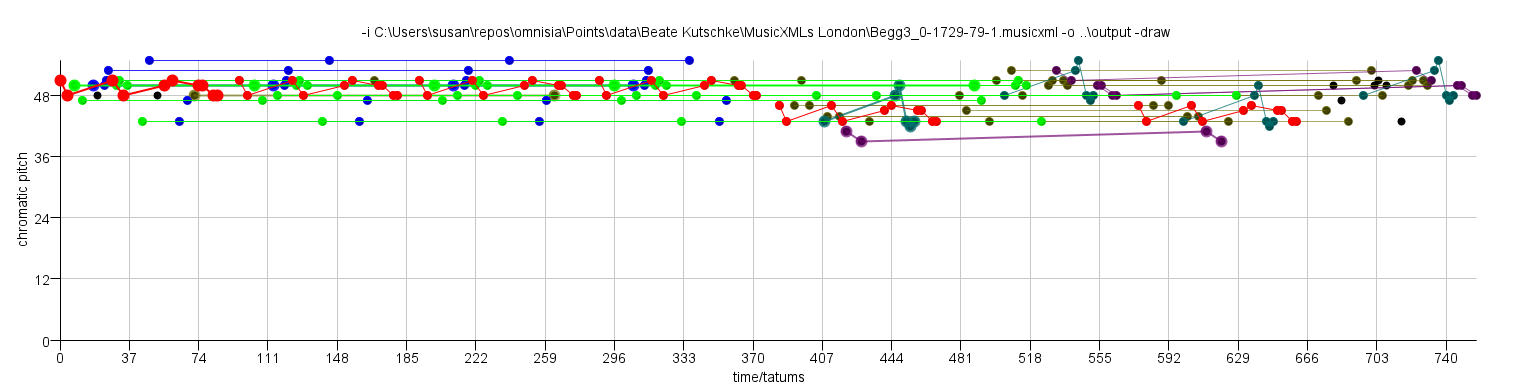 -i C:\Users\susan\repos\omnisia\Points\data\Beate Kutschke\MusicXMLs London\Begg3_0-1729-79-1.musicxml -o ..\output -draw
chromatic pitch
48
36
24
12
0
0 37 74 111 148 185 222 259 296 333 370 407 444 481 518 555 592 629 666 703 740
time/tatums